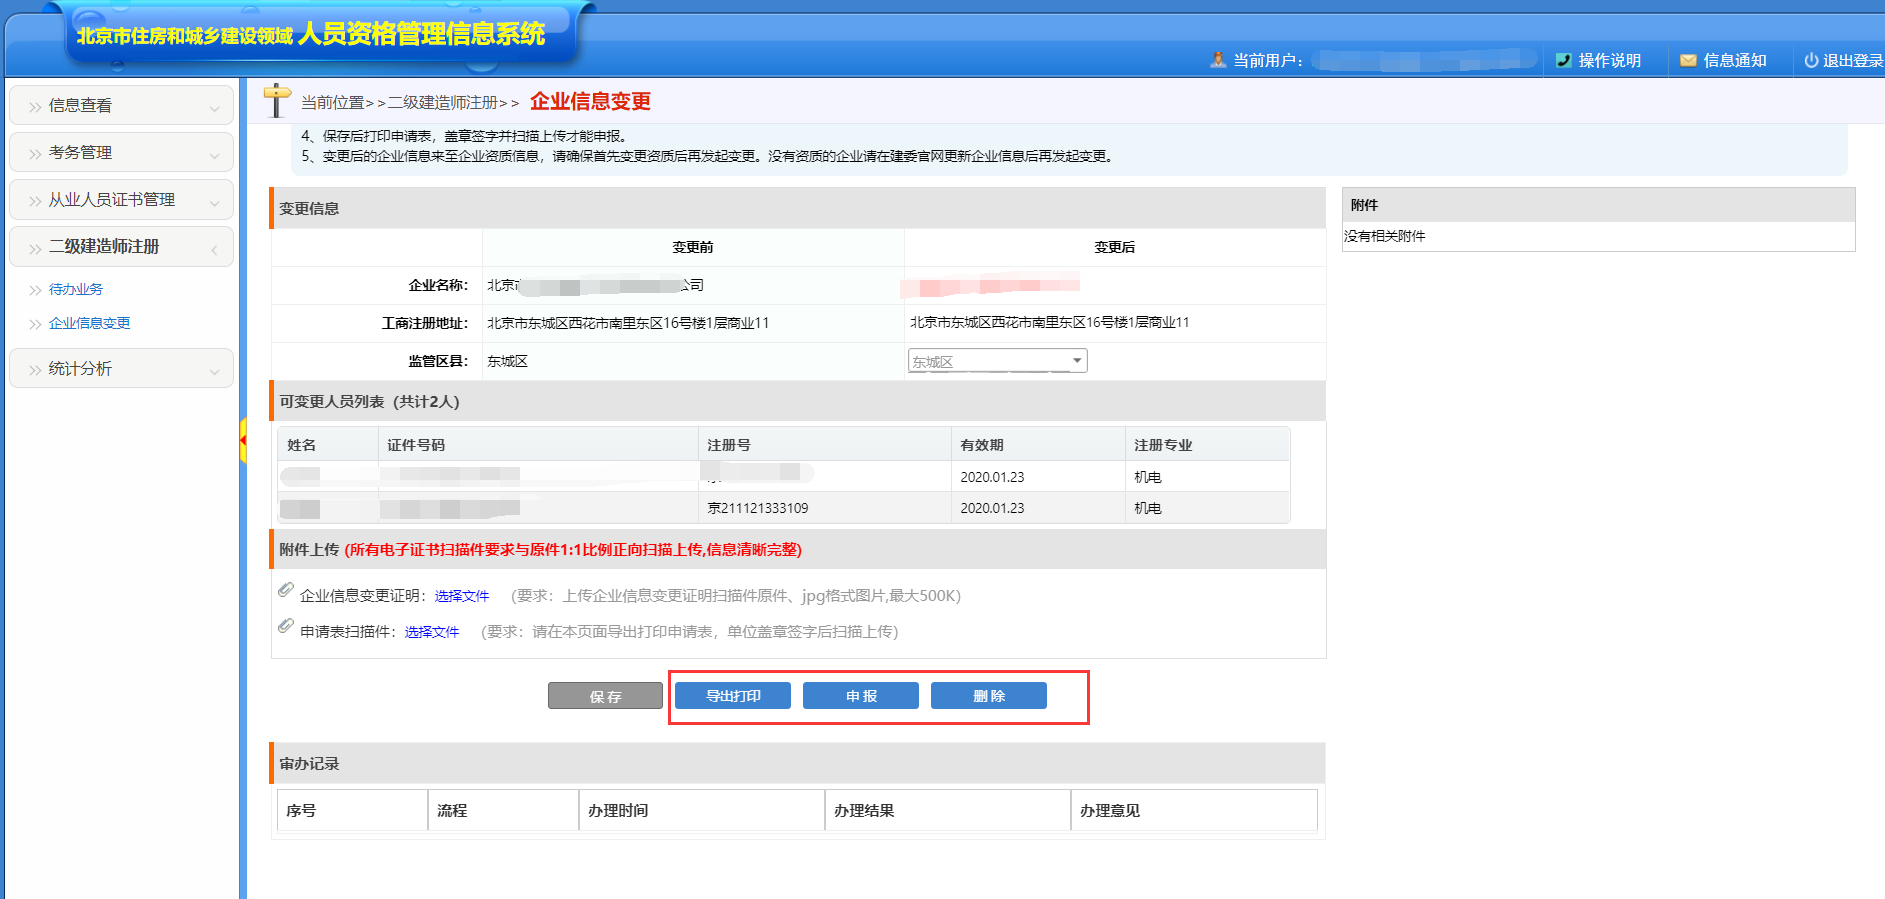 北京市住房和城乡建设领域 人员资格管理信息系统
当前用户： 操作说明 信息通知 退出登录
信息查看
考务管理
从业人员证书管理
二级建造师注册
待办业务
企业信息变更
统计分析
当前位置>>二级建造师注册>> 企业信息变更
4、保存后打印申请表，盖章签字并扫描上传才能申报。
5、变更后的企业信息来至企业资质信息，请确保首先变更资质后再发起变更。没有资质的企业请在建委官网更新企业信息后再发起变更。
变更信息
变更前 变更后
企业名称： 北京 公司
工商注册地址： 北京市东城区西花市南里东区16号楼1层商业11 北京市东城区西花市南里东区16号楼1层商业11
监管区县： 东城区 东城区
可变更人员列表（共计2人）
姓名 证件号码 注册号 有效期 注册专业
2020.01.23 机电
京211121333109 2020.01.23 机电
附件上传 (所有电子证书扫描件要求与原件1:1比例正向扫描上传,信息清晰完整)
企业信息变更证明： 选择文件 （要求：上传企业信息变更证明扫描件原件、jpg格式图片,最大500K）
申请表扫描件： 选择文件 （要求：请在本页面导出打印申请表，单位盖章签字后扫描上传）
保 存 导出打印 申 报 删 除
审办记录
序号 流程 办理时间 办理结果 办理意见
附件
没有相关附件